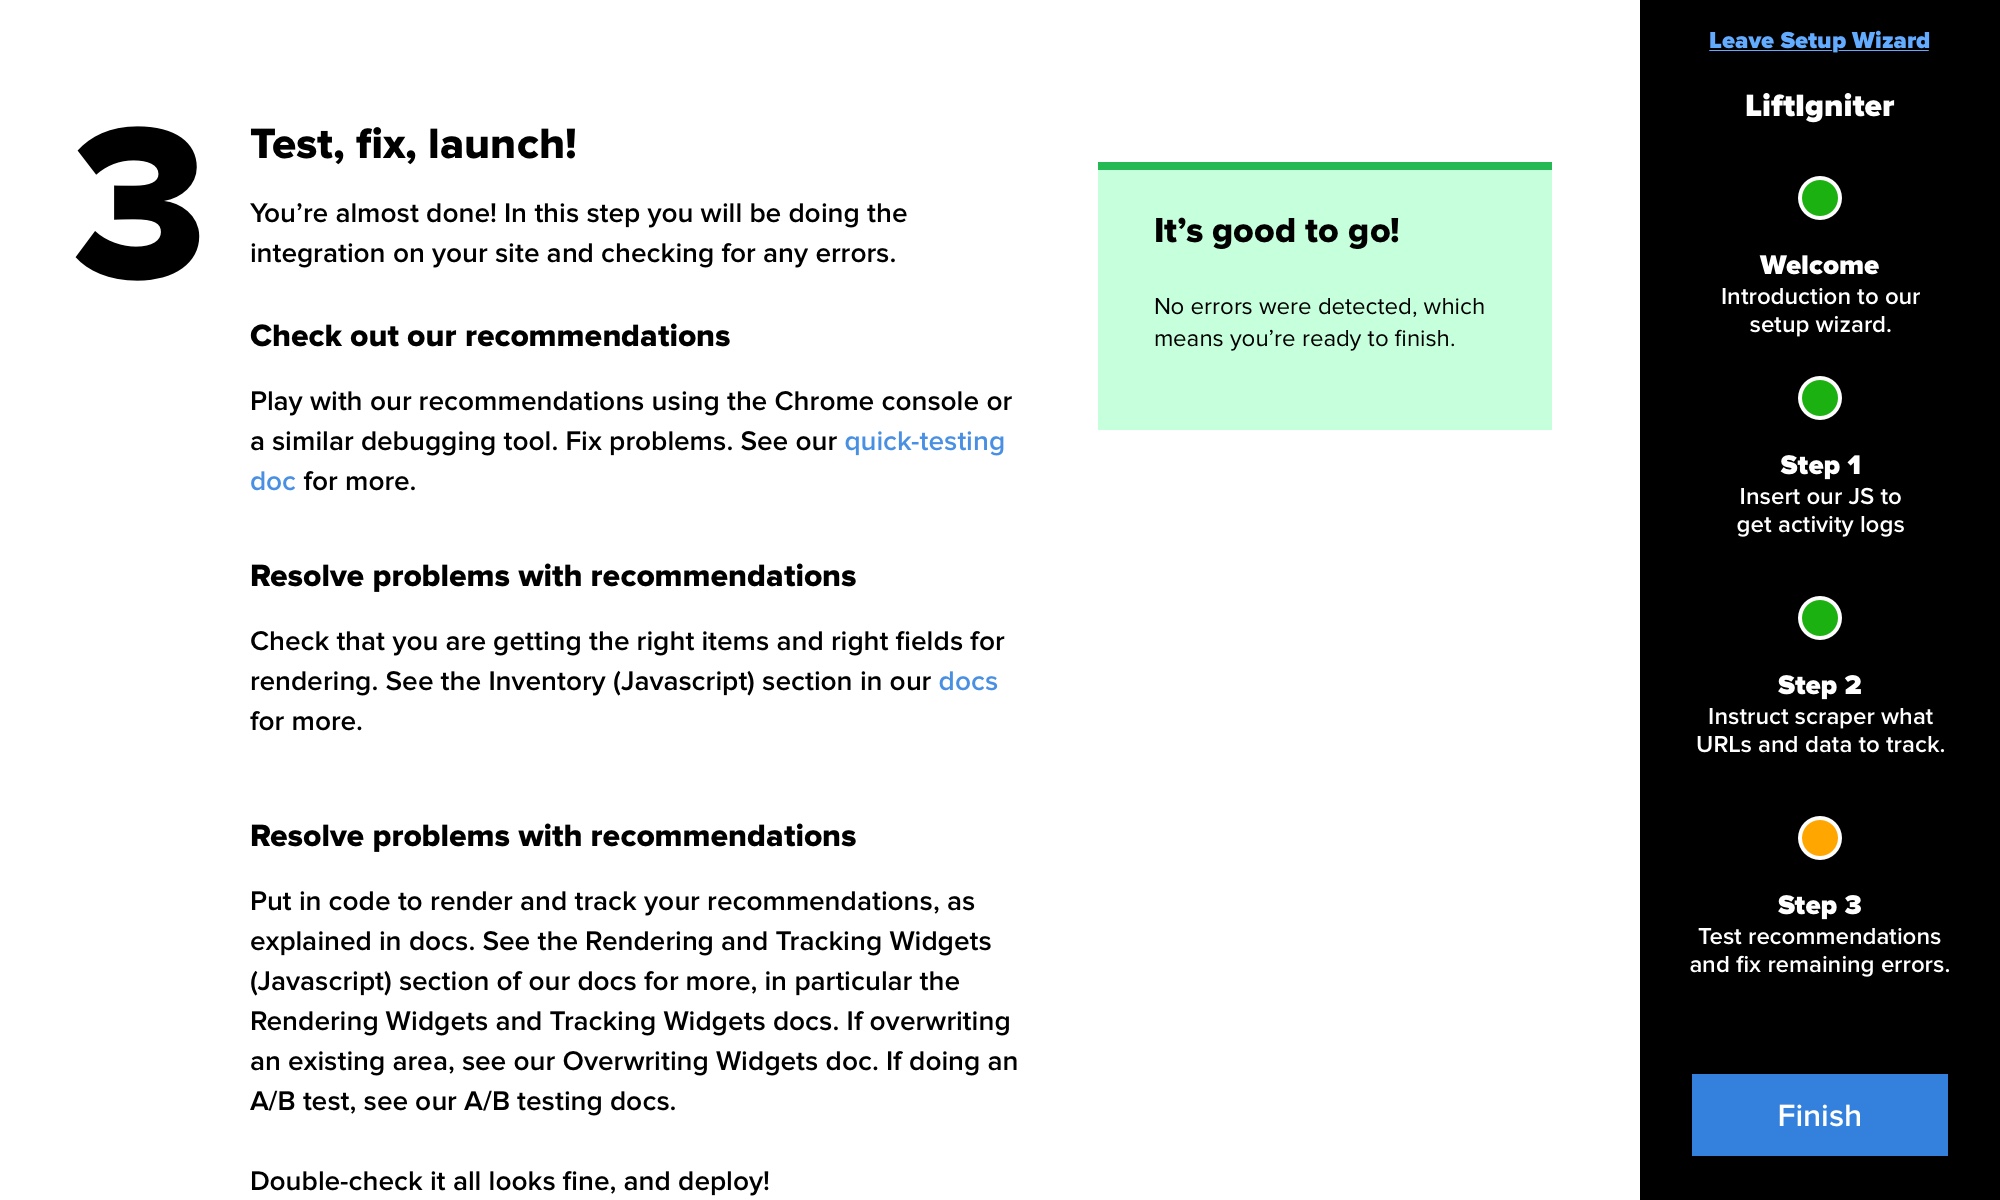 3
Test, fix, launch!
You’re almost done! In this step you will be doing the
integration on your site and checking for any errors.
Check out our recommendations
Play with our recommendations using the Chrome console or
a similar debugging tool. Fix problems. See our quick-testing
doc for more.
Resolve problems with recommendations
Check that you are getting the right items and right fields for
rendering. See the Inventory (Javascript) section in our docs
for more.
Resolve problems with recommendations
Put in code to render and track your recommendations, as
explained in docs. See the Rendering and Tracking Widgets
(Javascript) section of our docs for more, in particular the
Rendering Widgets and Tracking Widgets docs. If overwriting
an existing area, see our Overwriting Widgets doc. If doing an
A/B test, see our A/B testing docs.
Double-check it all looks fine, and deploy!
It’s good to go!
No errors were detected, which
means you’re ready to finish.
Leave Setup Wizard
LiftIgniter
Welcome
Introduction to our
setup wizard.
Step 1
Insert our JS to
get activity logs
Step 2
Instruct scraper what
URLs and data to track.
Step 3
Test recommendations
and fix remaining errors.
Finish